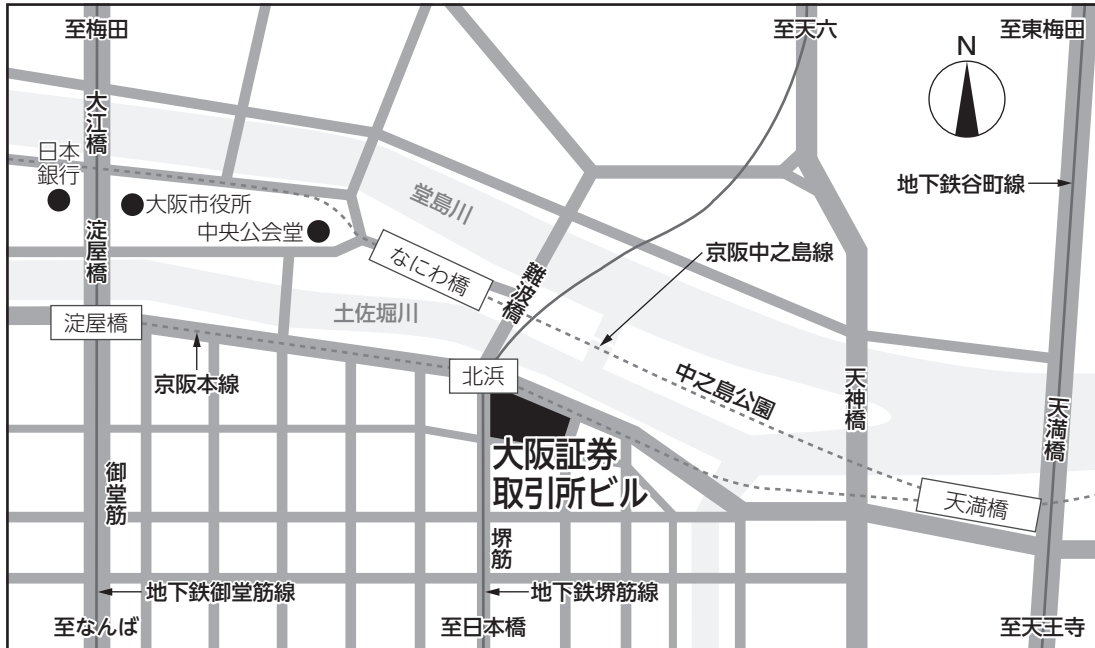 至梅田
至天六
至東梅田
N
大江橋
日本
銀行
大阪市役所
中央公会堂
淀屋橋
堂島川
地下鉄谷町線
なにわ橋
難波橋
京阪中之島線
土佐堀川
淀屋橋
京阪本線
北浜
中之島公園
天神橋
天満橋
大阪証券
取引所ビル
御堂筋
堺筋
天満橋
地下鉄御堂筋線
地下鉄堺筋線
至なんば
至日本橋
至天王寺